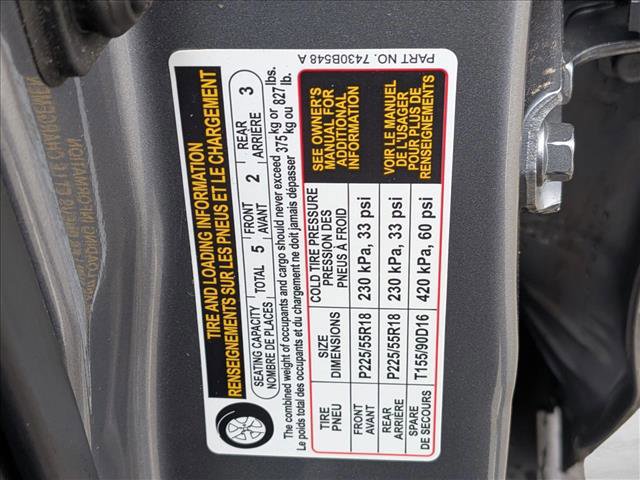 TIRE AND LOADING INFORMATION
RENSEIGNEMENTS SUR LES PNEUS ET LE CHARGEMENT
SEATING CAPACITY
NOMBRE DE PLACES
TOTAL 5
FRONT
AVANT 2
REAR
ARRIÈRE 3
The combined weight of occupants and cargo should never exceed 375 kg or 827 lbs.
Le poids total des occupants et du chargement ne doit jamais dépasser 375 kg ou 827 lb.
TIRE
PNEU
SIZE
DIMENSIONS
COLD TIRE PRESSURE
PRESSION DES
PNEUS À FROID
SEE OWNER'S
MANUAL FOR
ADDITIONAL
INFORMATION
FRONT
AVANT
P225/55R18
230 kPa, 33 psi
REAR
ARRIÈRE
P225/55R18
230 kPa, 33 psi
VOIR LE MANUEL
DE L'USAGER
POUR PLUS DE
RENSEIGNEMENTS
SPARE
DE SECOURS
T155/90D16
420 kPa, 60 psi
PART NO. 7430B548 A